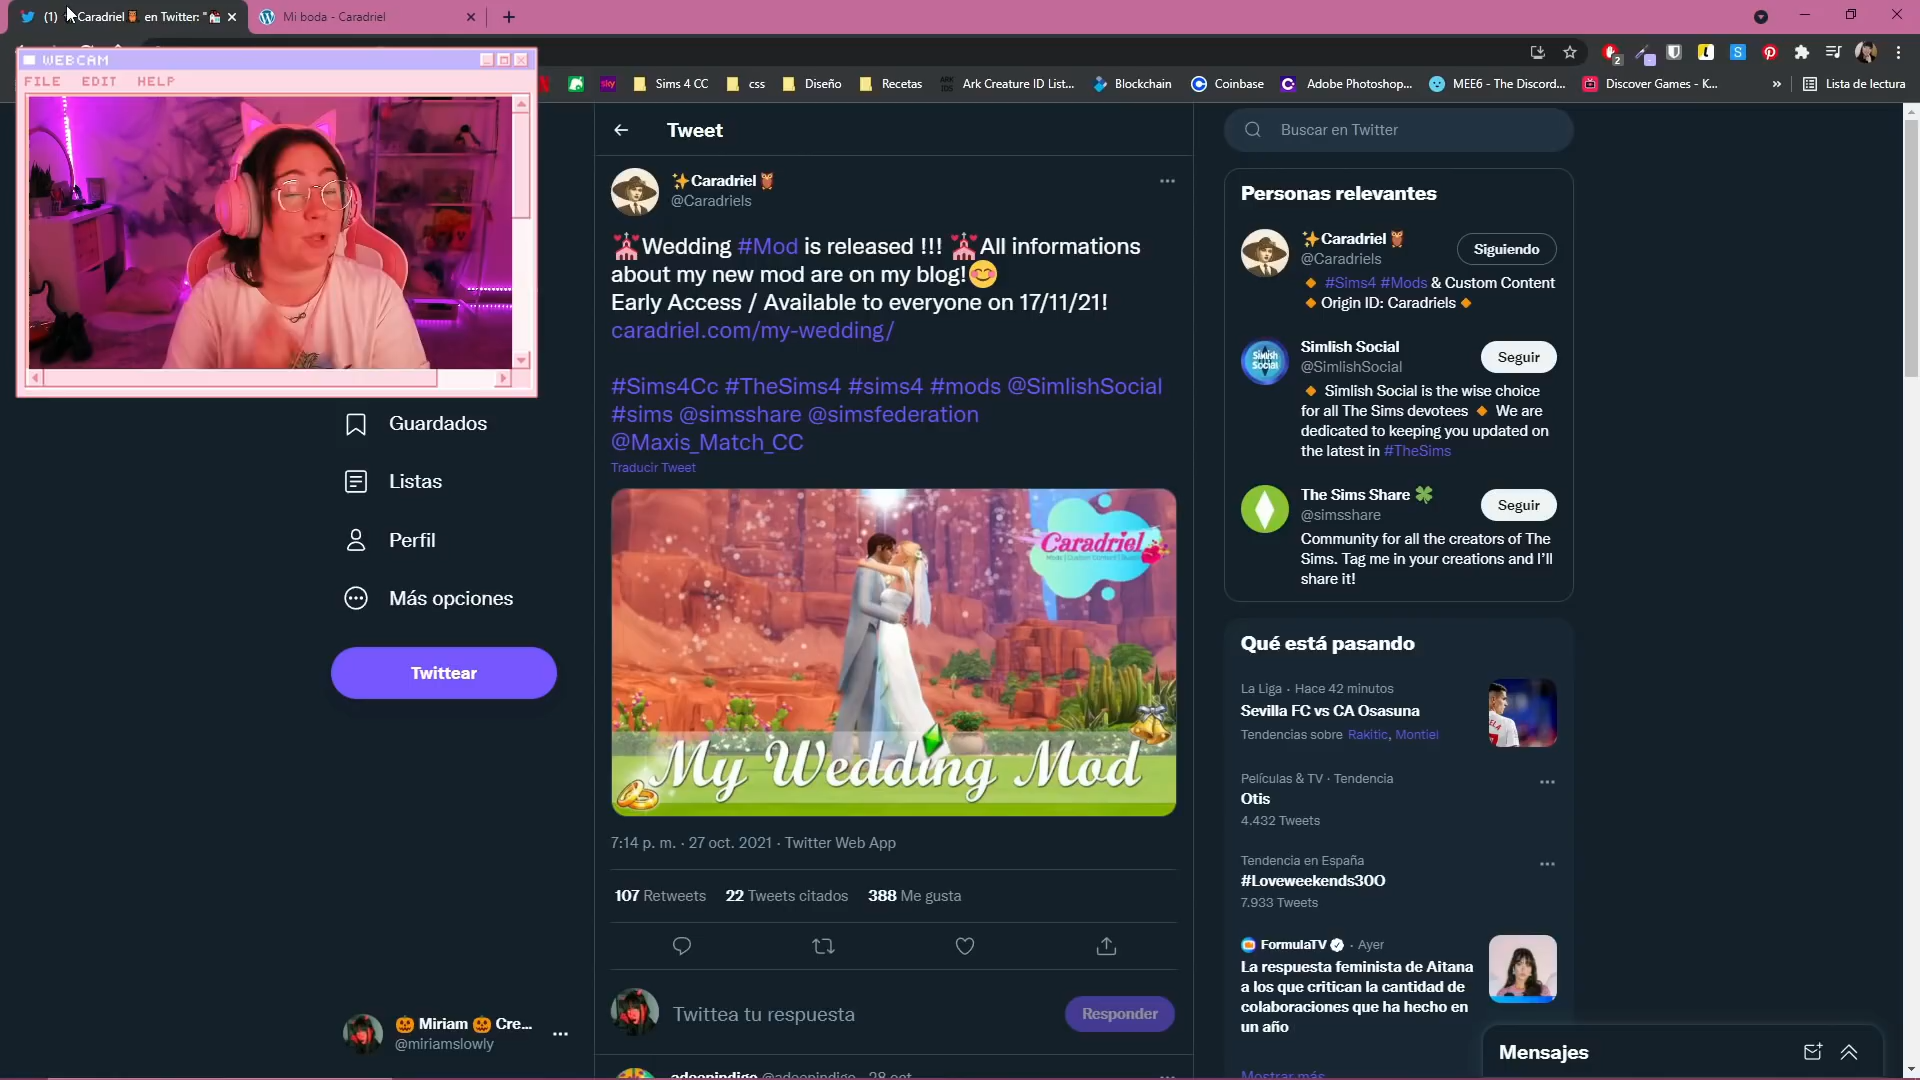 (1) ✨Caradriel🦉 en Twitter: "💒
Mi boda - Caradriel
WEBCAM
FILE EDIT HELP
sky
Sims 4 CC
css
Diseño
Recetas
Ark Creature ID List...
Blockchain
Coinbase
Adobe Photoshop...
MEE6 - The Discord...
Discover Games - K...
»
Lista de lectura
Tweet
Buscar en Twitter
✨Caradriel🦉
@Caradriels
💒Wedding #Mod is released !!! 💒All informations
about my new mod are on my blog!😊
Early Access / Available to everyone on 17/11/21!
caradriel.com/my-wedding/
#Sims4Cc #TheSims4 #sims4 #mods @SimlishSocial
#sims @simsshare @simsfederation
@Maxis_Match_CC
Traducir Tweet
Caradriel
My Wedding Mod
7:14 p. m. · 27 oct. 2021 · Twitter Web App
107 Retweets 22 Tweets citados 388 Me gusta
Twittea tu respuesta
Responder
adeepindigo @adeepindigo · 28 oct.
Guardados
Listas
Perfil
Más opciones
Twittear
🎃 Miriam 🎃 Cre...
@miriamslowly
Personas relevantes
✨Caradriel🦉
@Caradriels
Siguiendo
🔸 #Sims4 #Mods & Custom Content
🔸Origin ID: Caradriels🔸
Simlish Social
@SimlishSocial
Seguir
🔸 Simlish Social is the wise choice
for all The Sims devotees 🔸 We are
dedicated to keeping you updated on
the latest in #TheSims
The Sims Share 🍀
@simsshare
Seguir
Community for all the creators of The
Sims. Tag me in your creations and I'll
share it!
Qué está pasando
La Liga · Hace 42 minutos
Sevilla FC vs CA Osasuna
Tendencias sobre Rakitic, Montiel
Películas & TV · Tendencia
Otis
4.432 Tweets
Tendencia en España
#Loveweekends3OO
7.933 Tweets
FormulaTV · Ayer
La respuesta feminista de Aitana
a los que critican la cantidad de
colaboraciones que ha hecho en
un año
Mostrar más
Mensajes